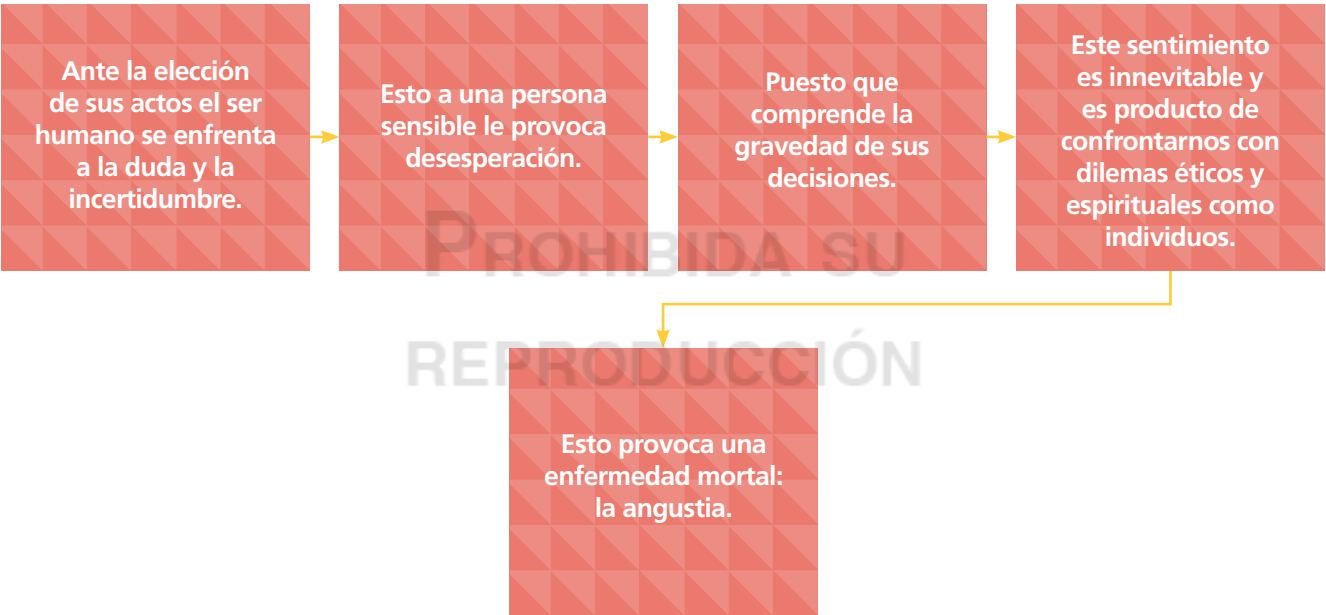 Ante la elección
de sus actos el ser
humano se enfrenta
a la duda y la
incertidumbre.
Esto a una persona
sensible le provoca
desesperación.
Puesto que
comprende la
gravedad de sus
decisiones.
Este sentimiento
es innevitable y
es producto de
confrontarnos con
dilemas éticos y
espirituales como
individuos.
PROHIBIDA SU
REPRODUCCIÓN
Esto provoca una
enfermedad mortal:
la angustia.